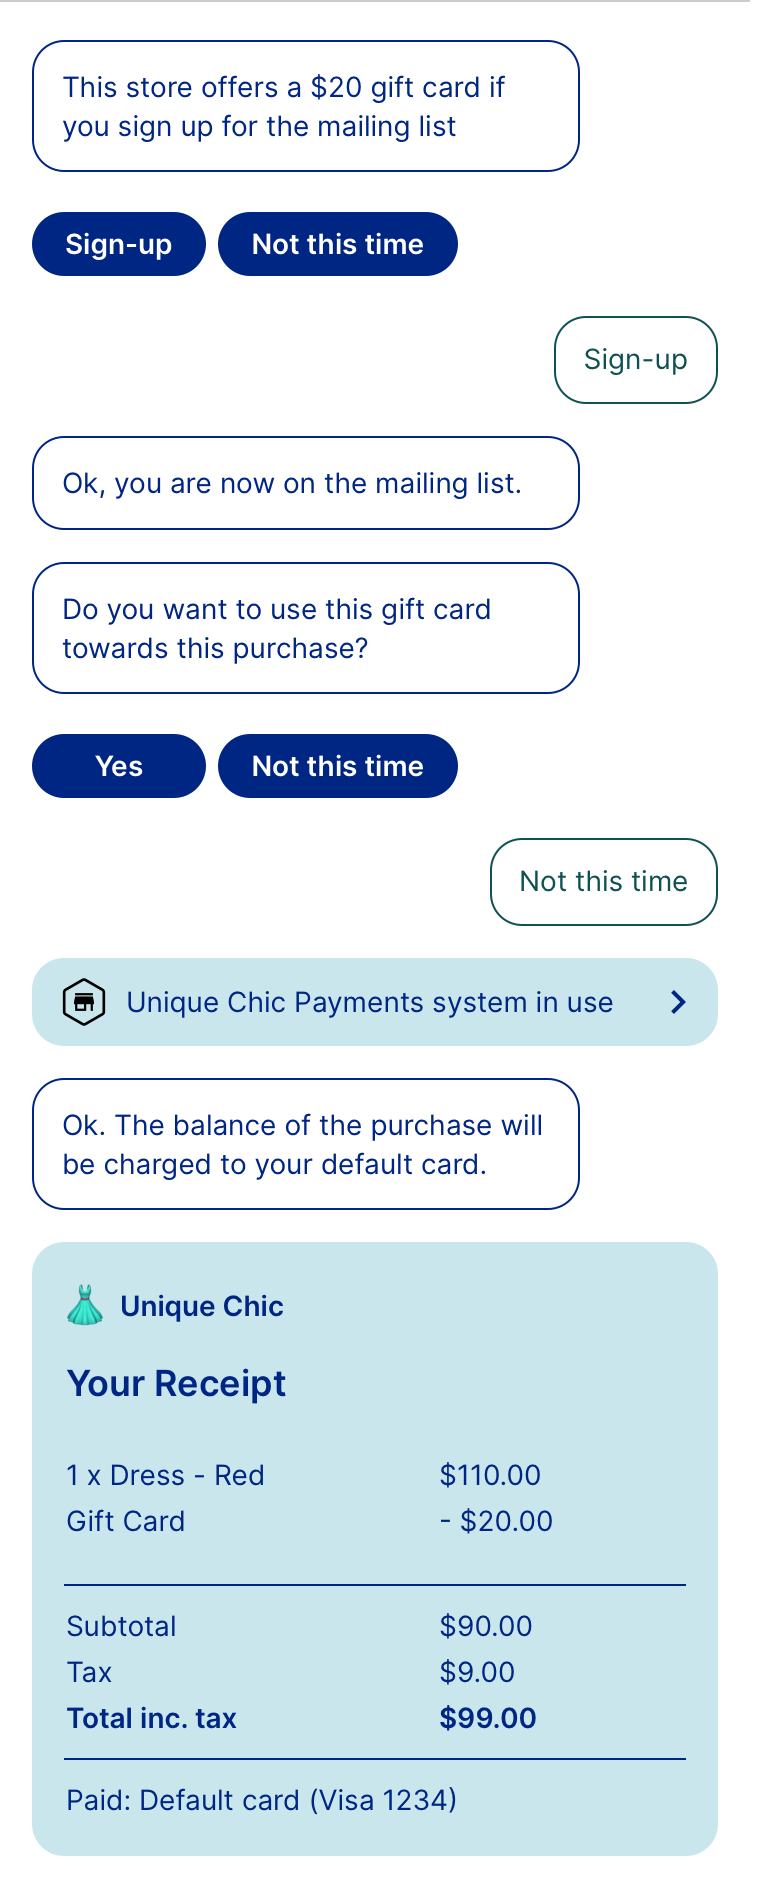 This store offers a $20 gift card if
you sign up for the mailing list
Sign-up Not this time
Sign-up
Ok, you are now on the mailing list.
Do you want to use this gift card
towards this purchase?
Yes Not this time
Not this time
Unique Chic Payments system in use
Ok. The balance of the purchase will
be charged to your default card.
Unique Chic
Your Receipt
1 x Dress - Red $110.00
Gift Card - $20.00
Subtotal $90.00
Tax $9.00
Total inc. tax $99.00
Paid: Default card (Visa 1234)